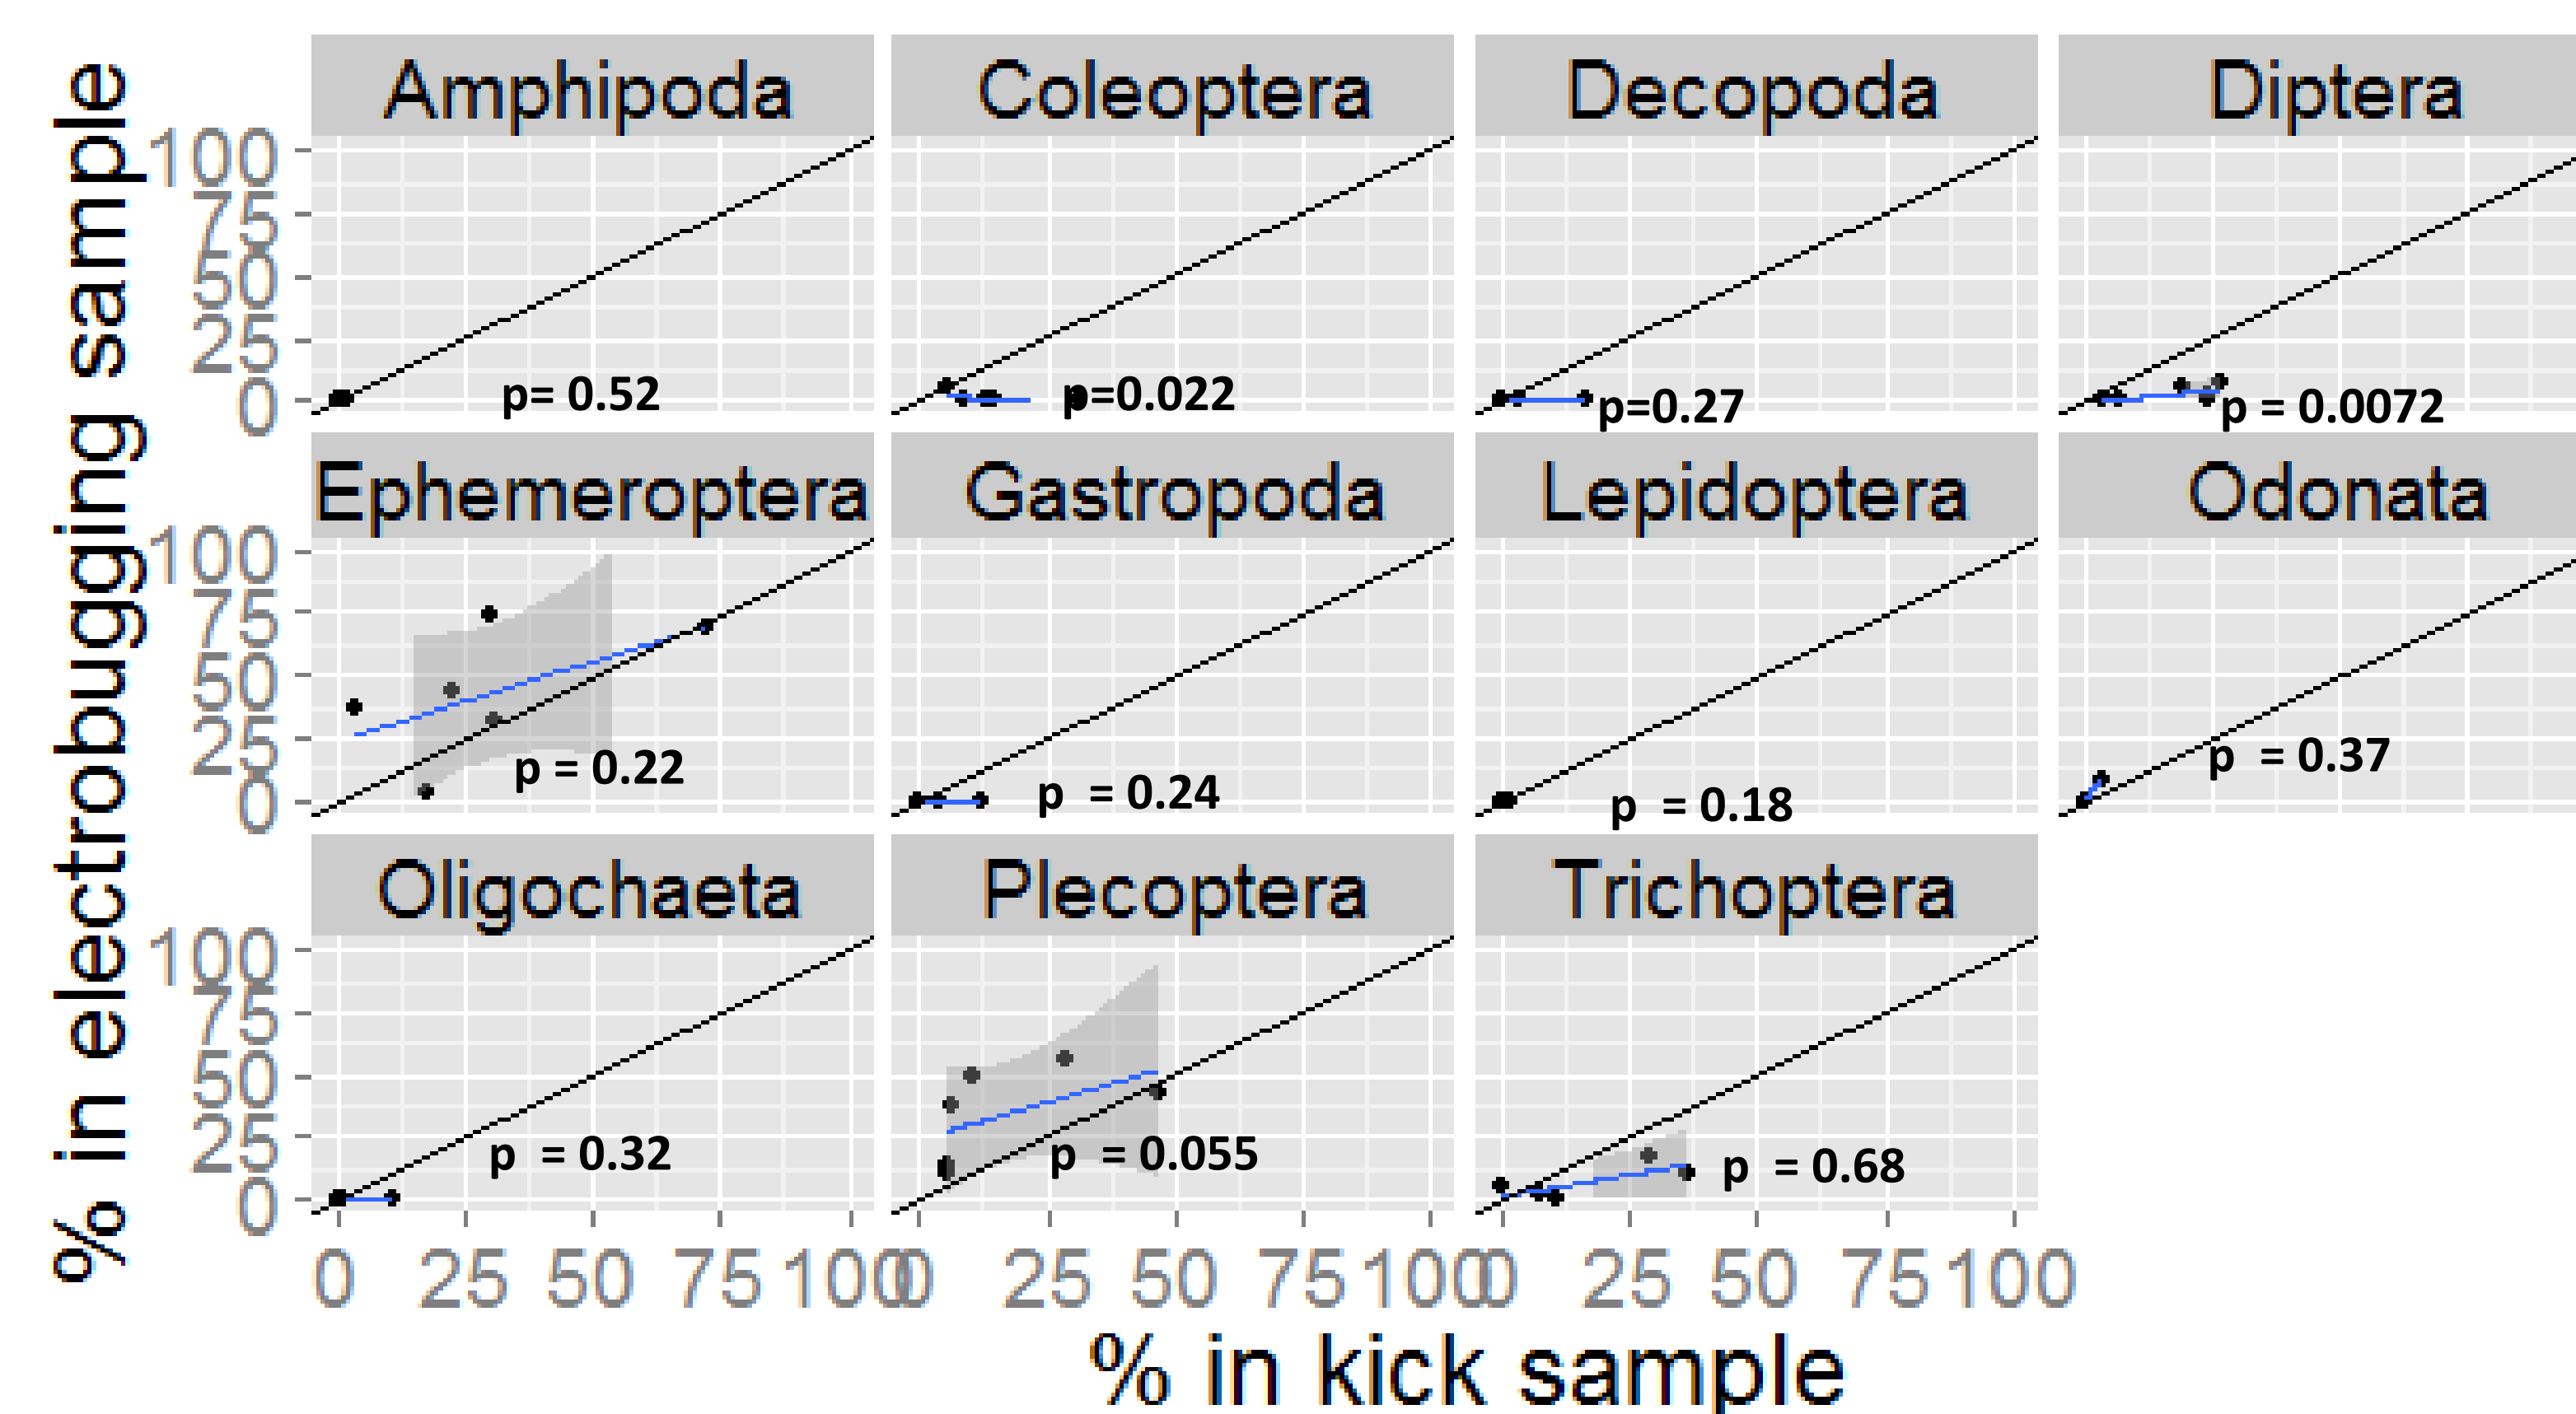 % in electrobugging sample
Amphipoda
Coleoptera
Decopoda
Diptera
100
75
50
25
0
p= 0.52
p=0.022
p=0.27
p = 0.0072
Ephemeroptera
Gastropoda
Lepidoptera
Odonata
100
75
50
25
0
p = 0.22
p = 0.24
p = 0.18
p = 0.37
Oligochaeta
Plecoptera
Trichoptera
100
75
50
25
0
p = 0.32
p = 0.055
p = 0.68
0 25 50 75 100 0 25 50 75 100 0 25 50 75 100
% in kick sample